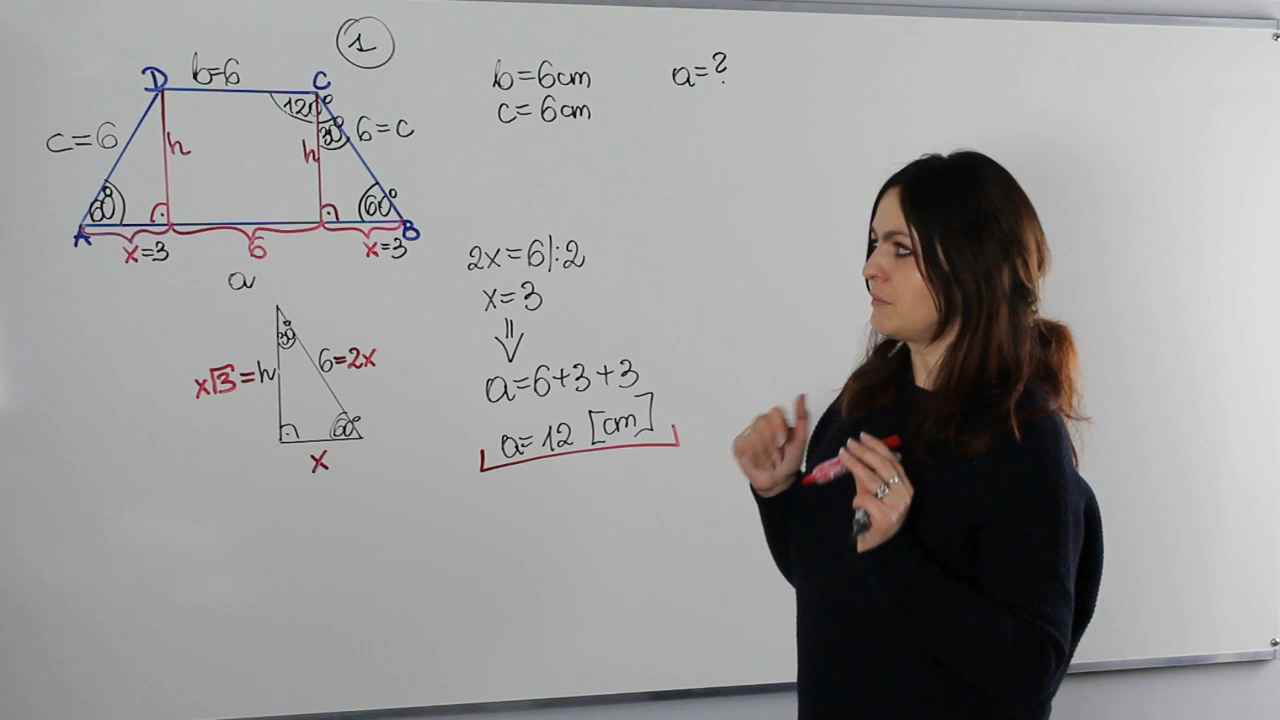 1
D b=6 C
120°
c=6 h h 30° 6=c
60° 60°
A B
x=3 6 x=3
a
30°
x√3=h 6=2x
60°
x
b=6cm a=?
c=6cm
2x=6|:2
x=3
⇓
a=6+3+3
a=12 [cm]